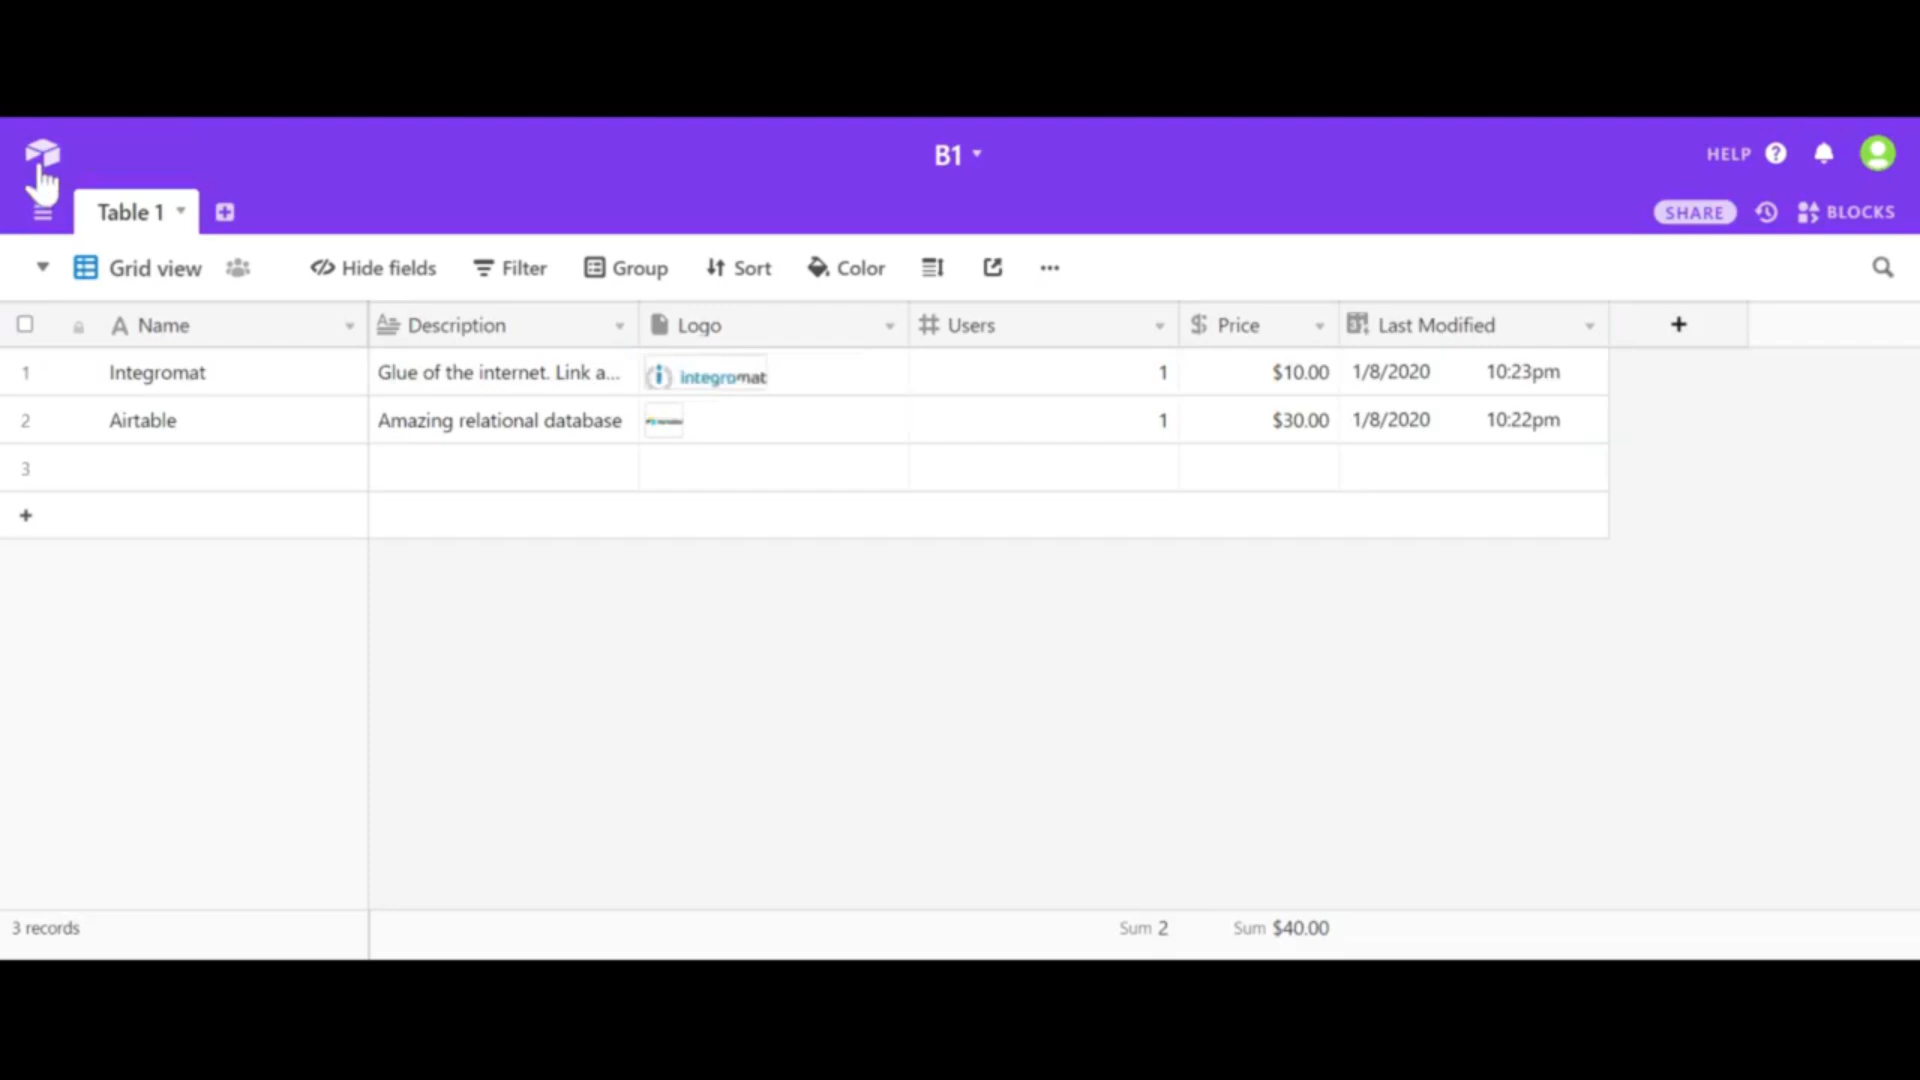 B1
HELP
Table 1
SHARE
BLOCKS
Grid view
Hide fields
Filter
Group
Sort
Color
Name
Description
Logo
Users
Price
Last Modified
1 Integromat Glue of the internet. Link a... integromat 1 $10.00 1/8/2020 10:23pm
2 Airtable Amazing relational database 1 $30.00 1/8/2020 10:22pm
3
3 records
Sum 2
Sum $40.00